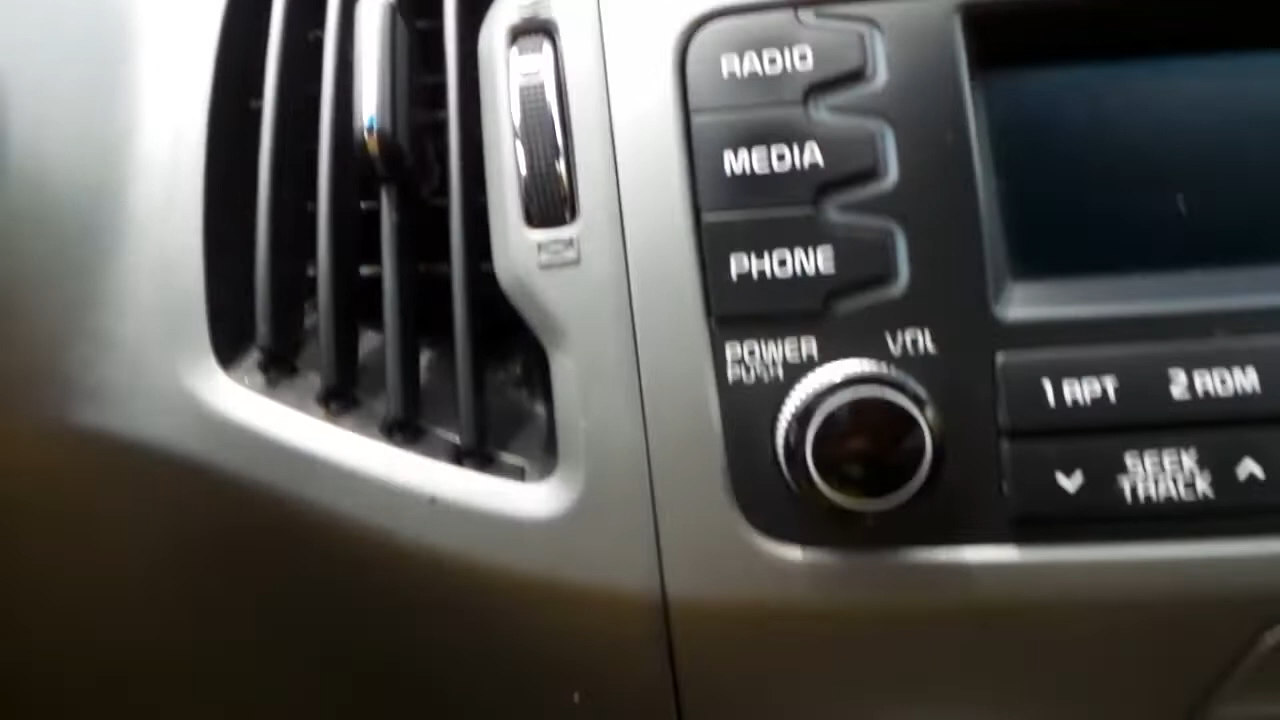 RADIO
MEDIA
PHONE
POWER
PUSH
VOL
1 RPT
2 RDM
SEEK
TRACK